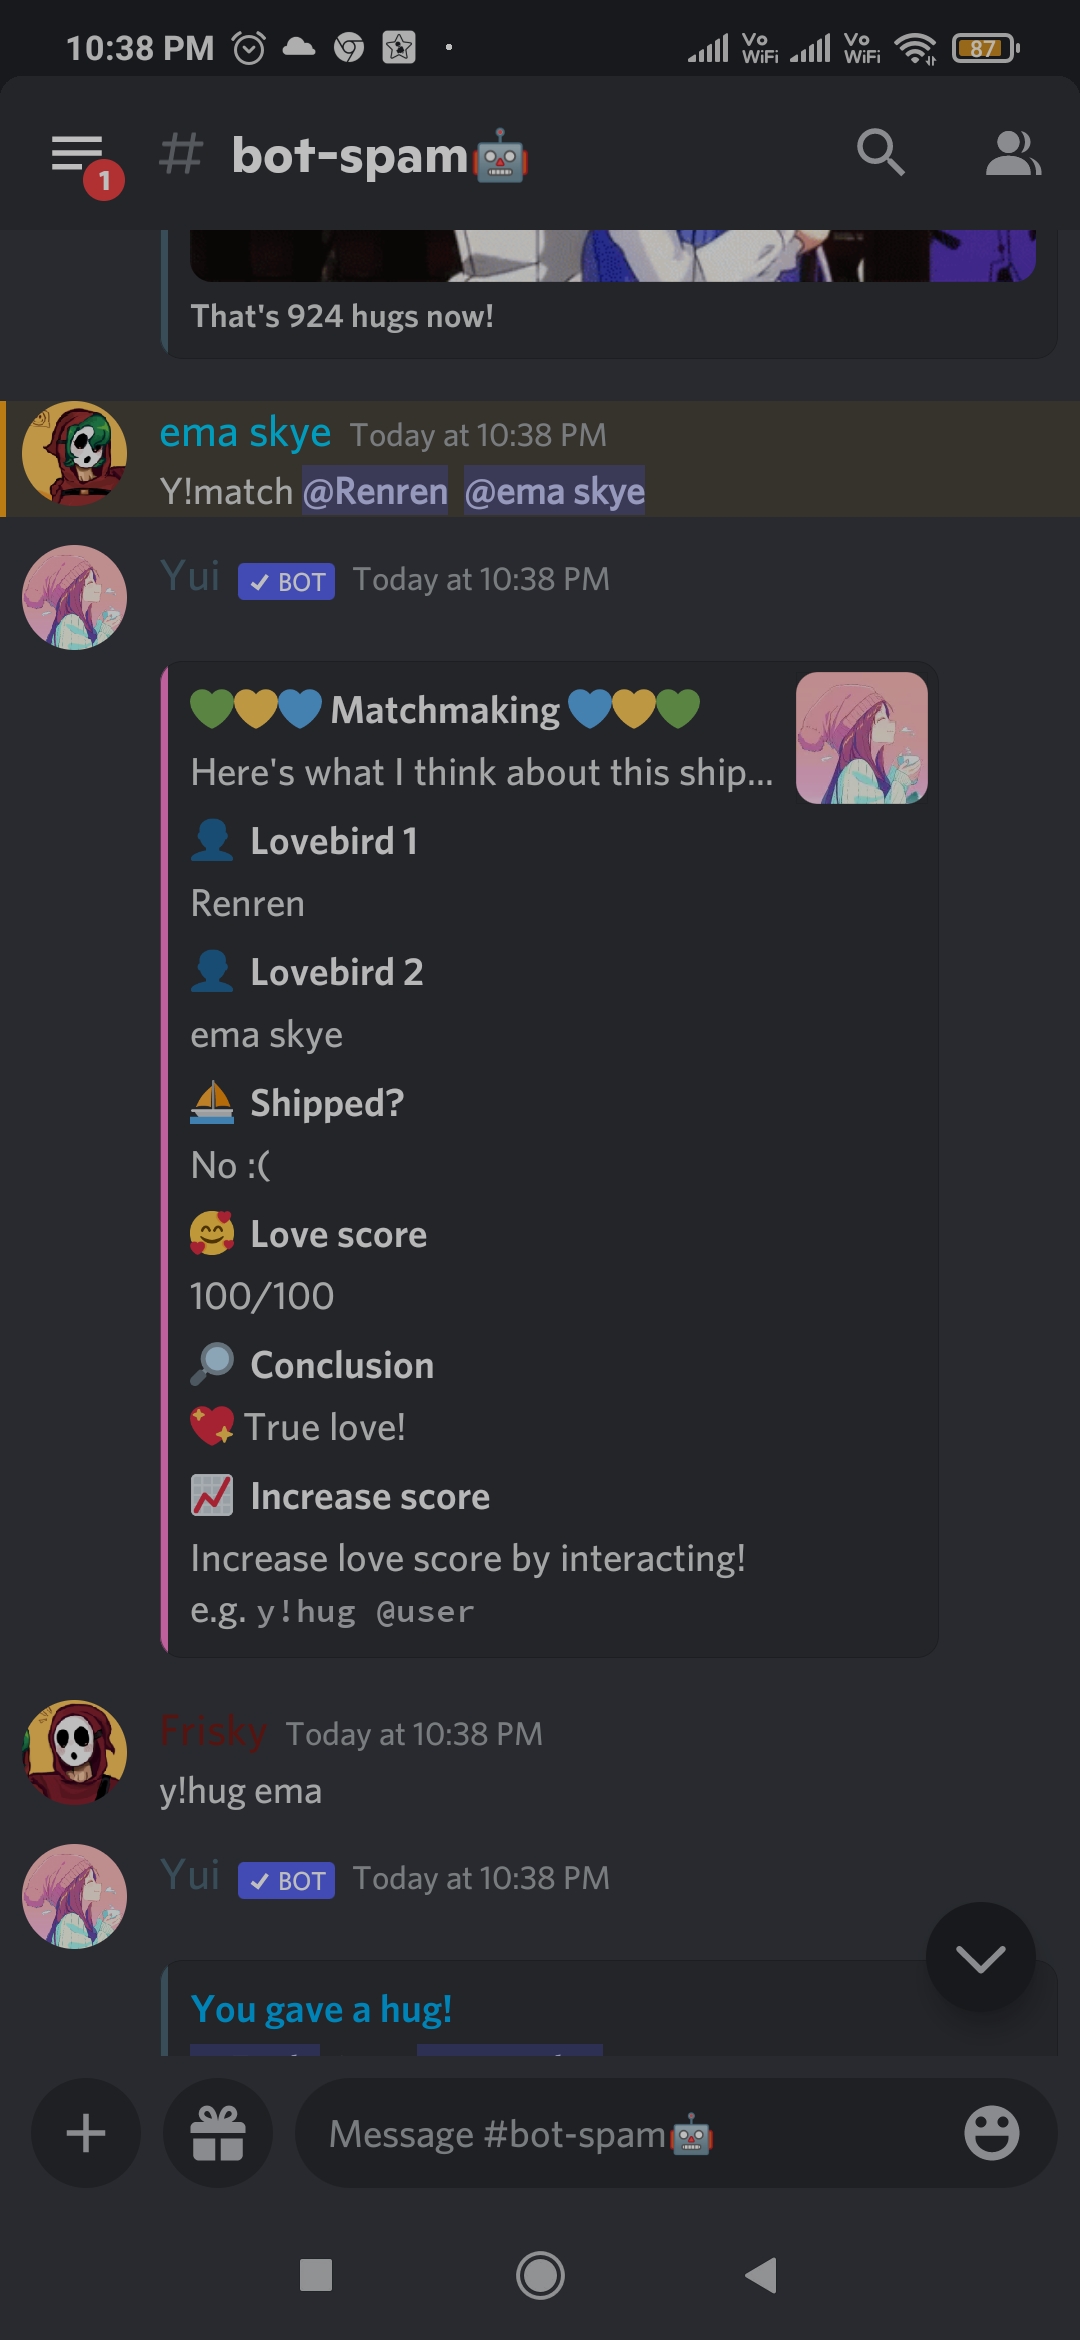 10:38 PM Vo WiFi Vo WiFi 87
1 # bot-spam🤖
That's 924 hugs now!
ema skye Today at 10:38 PM
Y!match @Renren @ema skye
Yui ✓ BOT Today at 10:38 PM
💚💛💙 Matchmaking 💙💛💚
Here's what I think about this ship...
👤 Lovebird 1
Renren
👤 Lovebird 2
ema skye
⛵ Shipped?
No :(
🥰 Love score
100/100
🔎 Conclusion
💖 True love!
📈 Increase score
Increase love score by interacting!
e.g. y!hug @user
Frisky Today at 10:38 PM
y!hug ema
Yui ✓ BOT Today at 10:38 PM
You gave a hug!
Message #bot-spam🤖